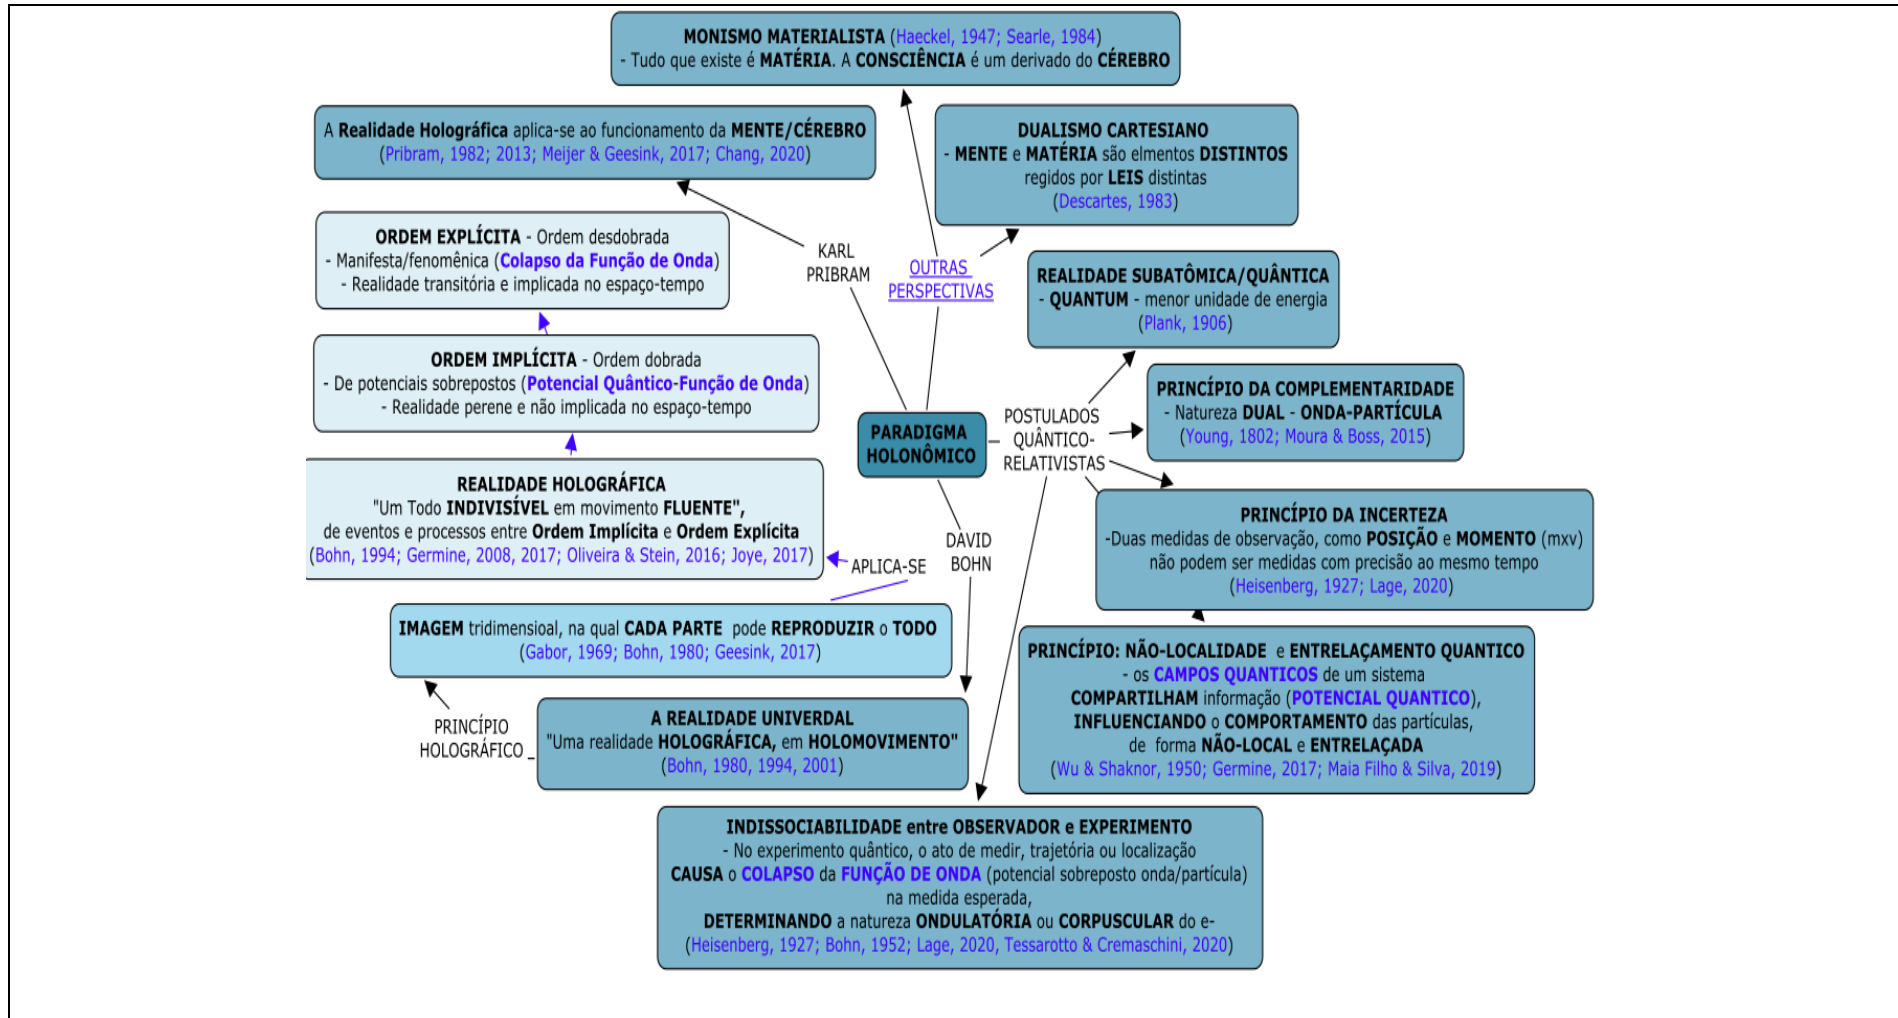 MONISMO MATERIALISTA (Haeckel, 1947; Searle, 1984)
- Tudo que existe é MATÉRIA. A CONSCIÊNCIA é um derivado do CÉREBRO
A Realidade Holográfica aplica-se ao funcionamento da MENTE/CÉREBRO
(Pribram, 1982; 2013; Meijer & Geesink, 2017; Chang, 2020)
DUALISMO CARTESIANO
- MENTE e MATÉRIA são elmentos DISTINTOS
regidos por LEIS distintas
(Descartes, 1983)
ORDEM EXPLÍCITA - Ordem desdobrada
- Manifesta/fenomênica (Colapso da Função de Onda)
- Realidade transitória e implicada no espaço-tempo
KARL
PRIBRAM
OUTRAS
PERSPECTIVAS
REALIDADE SUBATÔMICA/QUÂNTICA
- QUANTUM - menor unidade de energia
(Plank, 1906)
ORDEM IMPLÍCITA - Ordem dobrada
- De potenciais sobrepostos (Potencial Quântico-Função de Onda)
- Realidade perene e não implicada no espaço-tempo
PRINCÍPIO DA COMPLEMENTARIDADE
- Natureza DUAL - ONDA-PARTÍCULA
(Young, 1802; Moura & Boss, 2015)
PARADIGMA
HOLONÔMICO
POSTULADOS
QUÂNTICO-
RELATIVISTAS
REALIDADE HOLOGRÁFICA
"Um Todo INDIVISÍVEL em movimento FLUENTE",
de eventos e processos entre Ordem Implícita e Ordem Explícita
(Bohn, 1994; Germine, 2008, 2017; Oliveira & Stein, 2016; Joye, 2017)
PRINCÍPIO DA INCERTEZA
-Duas medidas de observação, como POSIÇÃO e MOMENTO (mxv)
não podem ser medidas com precisão ao mesmo tempo
(Heisenberg, 1927; Lage, 2020)
DAVID
BOHN
APLICA-SE
IMAGEM tridimensioal, na qual CADA PARTE pode REPRODUZIR o TODO
(Gabor, 1969; Bohn, 1980; Geesink, 2017)
PRINCÍPIO: NÃO-LOCALIDADE e ENTRELAÇAMENTO QUANTICO
- os CAMPOS QUANTICOS de um sistema
COMPARTILHAM informação (POTENCIAL QUANTICO),
INFLUENCIANDO o COMPORTAMENTO das partículas,
de forma NÃO-LOCAL e ENTRELAÇADA
(Wu & Shaknor, 1950; Germine, 2017; Maia Filho & Silva, 2019)
PRINCÍPIO
HOLOGRÁFICO
A REALIDADE UNIVERDAL
"Uma realidade HOLOGRÁFICA, em HOLOMOVIMENTO"
(Bohn, 1980, 1994, 2001)
INDISSOCIABILIDADE entre OBSERVADOR e EXPERIMENTO
- No experimento quântico, o ato de medir, trajetória ou localização
CAUSA o COLAPSO da FUNÇÃO DE ONDA (potencial sobreposto onda/partícula)
na medida esperada,
DETERMINANDO a natureza ONDULATÓRIA ou CORPUSCULAR do e-
(Heisenberg, 1927; Bohn, 1952; Lage, 2020, Tessarotto & Cremaschini, 2020)